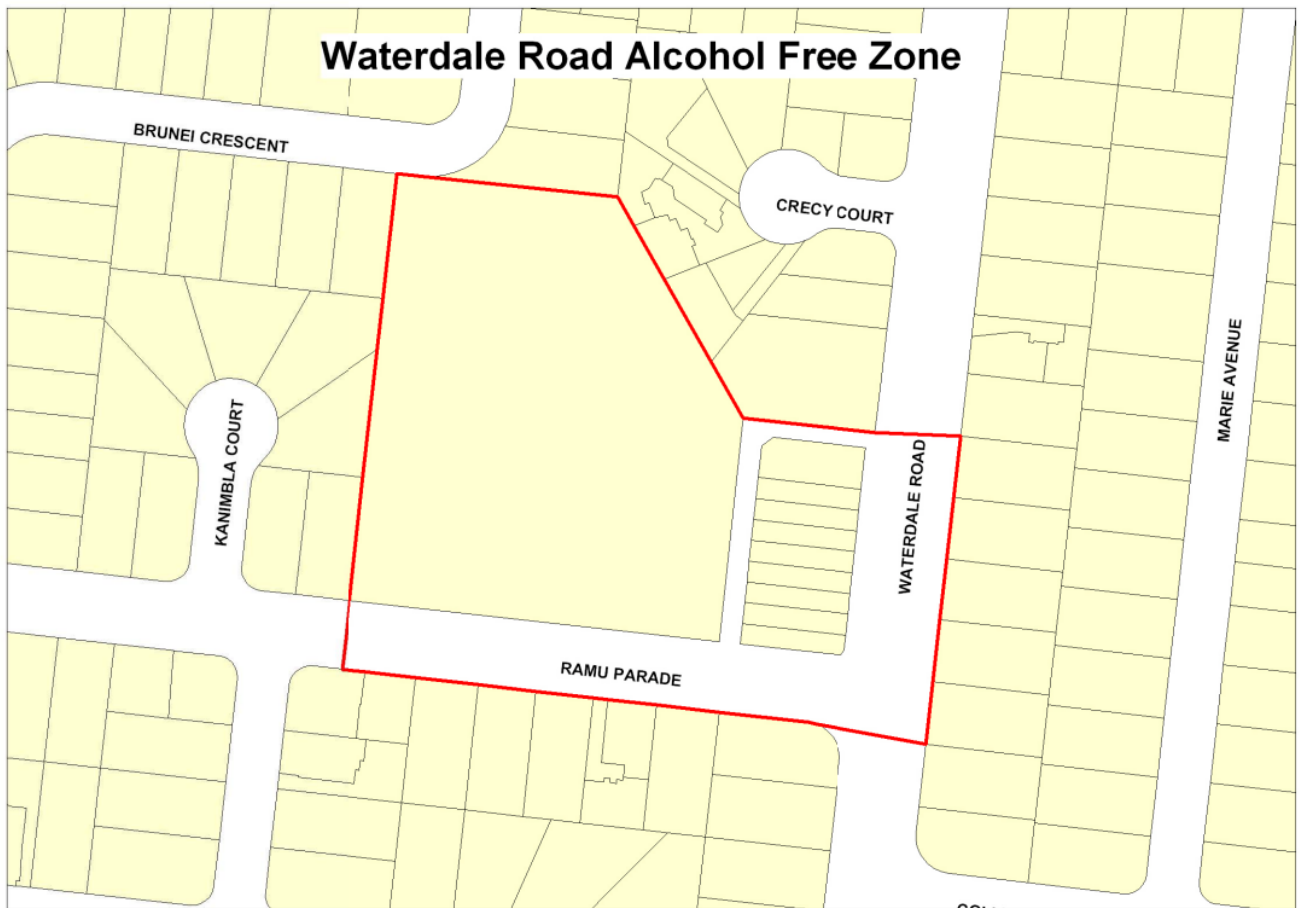 Waterdale Road Alcohol Free Zone
BRUNEI CRESCENT
CRECY COURT
MARIE AVENUE
KANIMBLA COURT
WATERDALE ROAD
RAMU PARADE